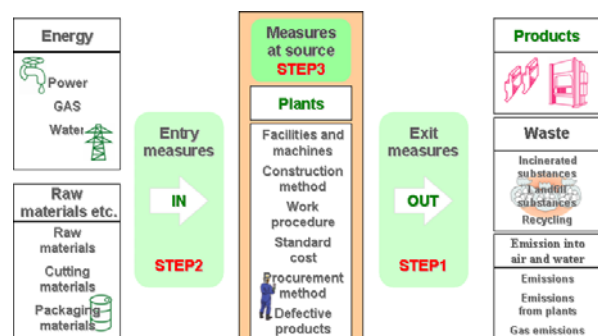 Energy
Power
GAS
Water
Raw
materials etc.
Raw
materials
Cutting
materials
Packaging
materials
Entry
measures
IN
STEP2
Measures
at source
STEP3
Plants
Facilities and
machines
Construction
method
Work
procedure
Standard
cost
Procurement
method
Defective
products
Exit
measures
OUT
STEP1
Products
Waste
Incinerated
substances
Landfill
substances
Recycling
Emission into
air and water
Emissions
Emissions
from plants
Gas emissions